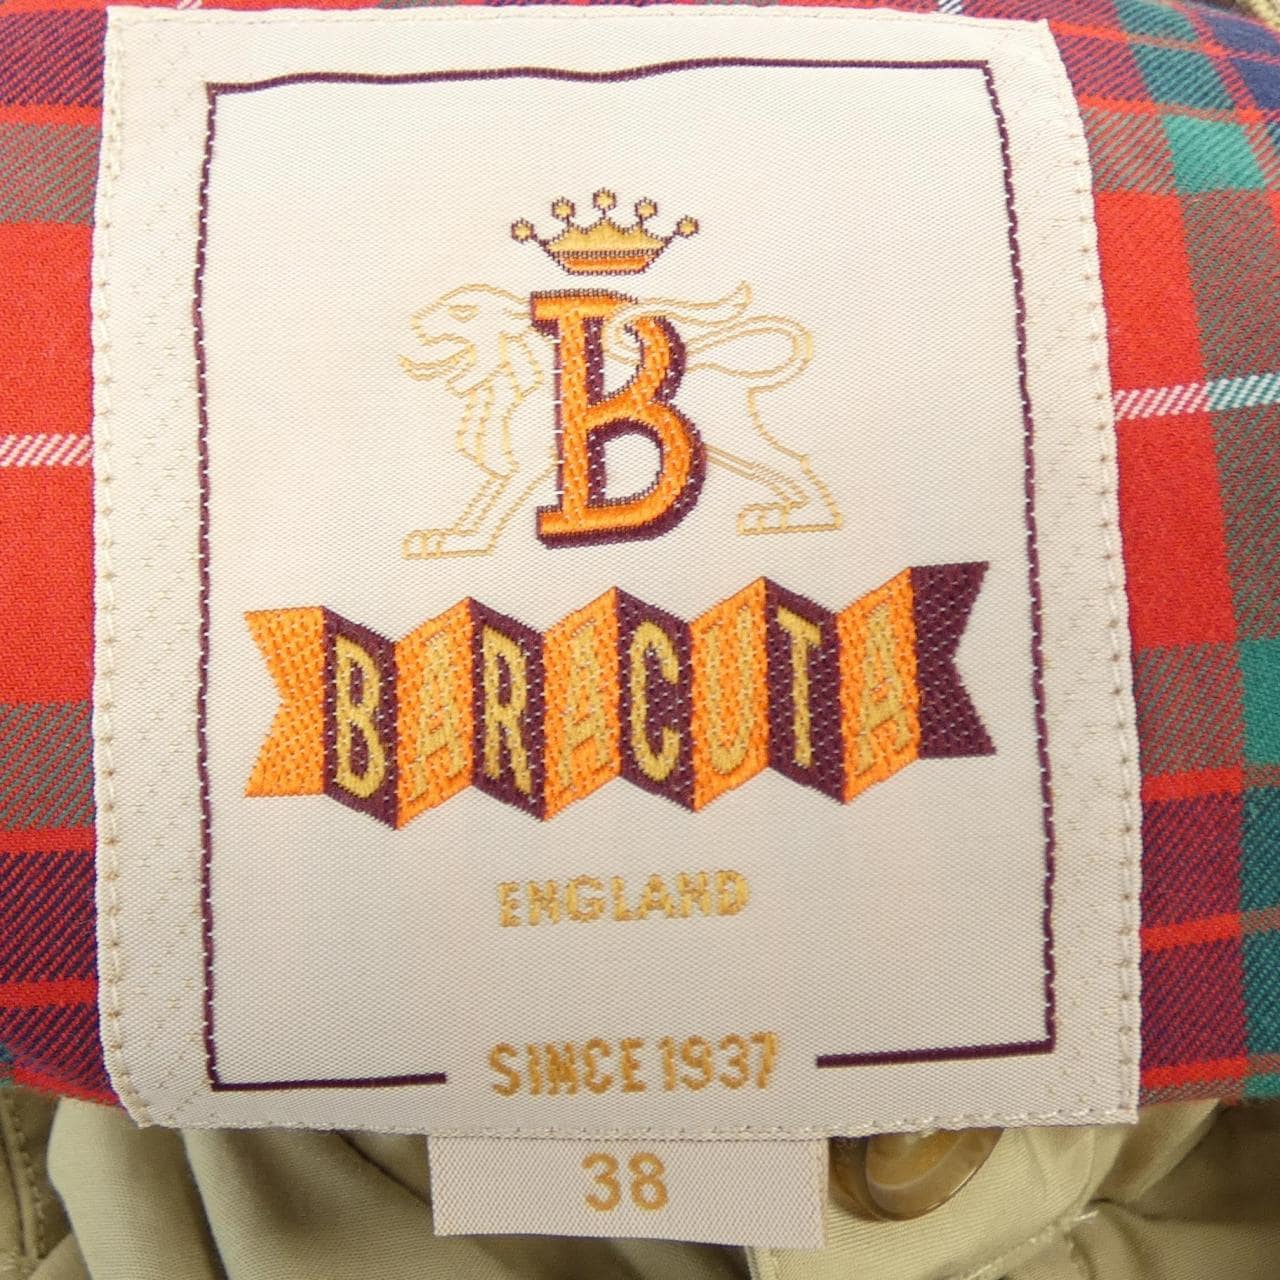 B
BARACUTA
ENGLAND
SINCE 1937
38